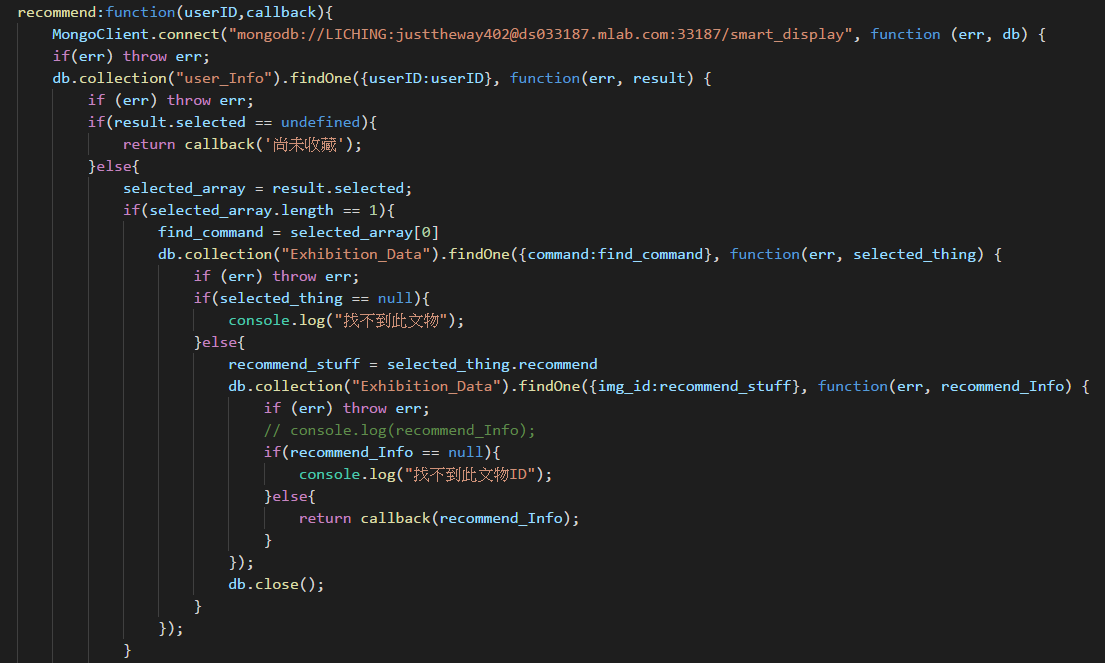 recommend:function(userID,callback){
MongoClient.connect("mongodb://LICHING:justtheway402@ds033187.mlab.com:33187/smart_display", function (err, db) {
if(err) throw err;
db.collection("user_Info").findOne({userID:userID}, function(err, result) {
if (err) throw err;
if(result.selected == undefined){
return callback('尚未收藏');
}else{
selected_array = result.selected;
if(selected_array.length == 1){
find_command = selected_array[0]
db.collection("Exhibition_Data").findOne({command:find_command}, function(err, selected_thing) {
if (err) throw err;
if(selected_thing == null){
console.log("找不到此文物");
}else{
recommend_stuff = selected_thing.recommend
db.collection("Exhibition_Data").findOne({img_id:recommend_stuff}, function(err, recommend_Info) {
if (err) throw err;
// console.log(recommend_Info);
if(recommend_Info == null){
console.log("找不到此文物ID");
}else{
return callback(recommend_Info);
}
});
db.close();
}
});
}